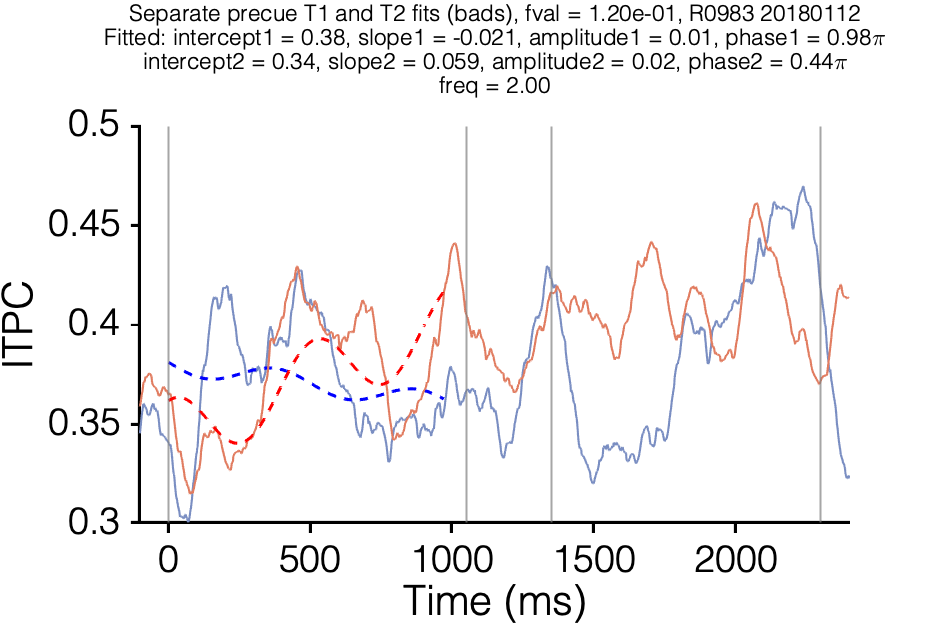 Separate precue T1 and T2 fits (bads), fval = 1.20e-01, R0983 20180112
Fitted: intercept1 = 0.38, slope1 = -0.021, amplitude1 = 0.01, phase1 = 0.98π
intercept2 = 0.34, slope2 = 0.059, amplitude2 = 0.02, phase2 = 0.44π
freq = 2.00
0.5
0.45
0.4
0.35
0.3
ITPC
0 500 1000 1500 2000
Time (ms)